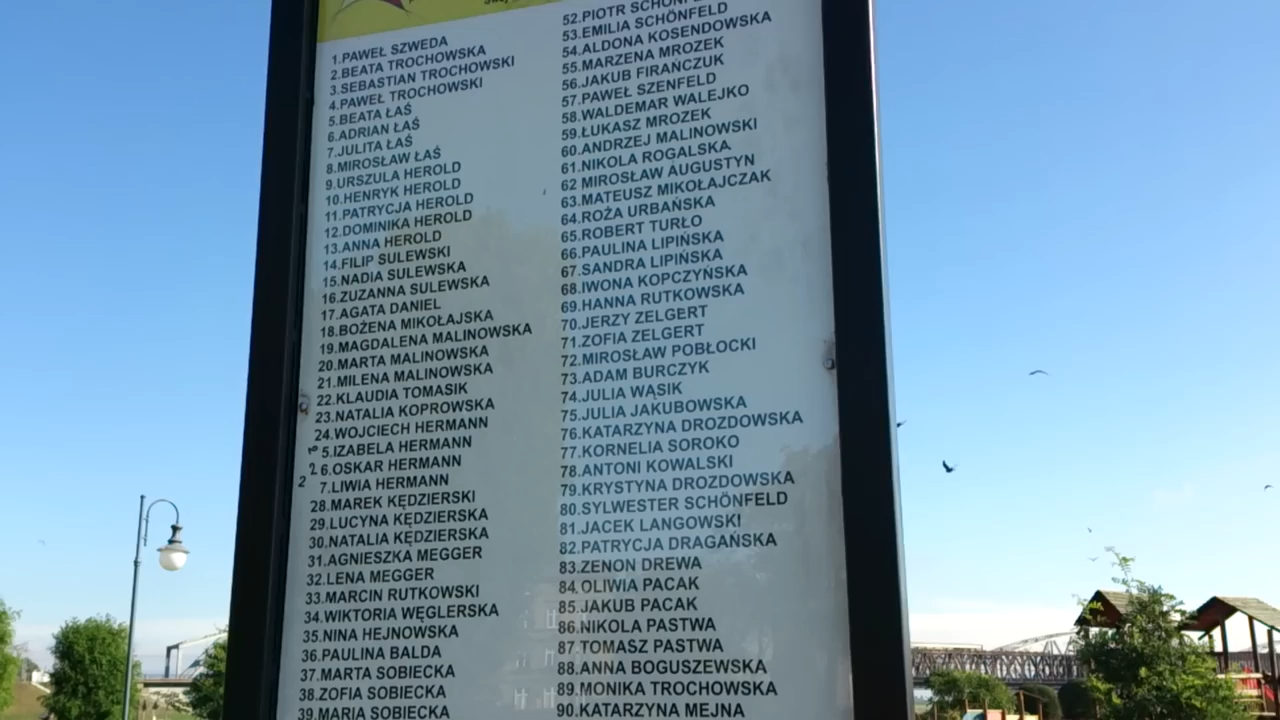 1.PAWEŁ SZWEDA
2.BEATA TROCHOWSKA
3.SEBASTIAN TROCHOWSKI
4.PAWEŁ TROCHOWSKI
5.BEATA ŁAŚ
6.ADRIAN ŁAŚ
7.JULITA ŁAŚ
8.MIROSŁAW ŁAŚ
9.URSZULA HEROLD
10.HENRYK HEROLD
11.PATRYCJA HEROLD
12.DOMINIKA HEROLD
13.ANNA HEROLD
14.FILIP SULEWSKI
15.NADIA SULEWSKA
16.ZUZANNA SULEWSKA
17.AGATA DANIEL
18.BOŻENA MIKOŁAJSKA
19.MAGDALENA MALINOWSKA
20.MARTA MALINOWSKA
21.MILENA MALINOWSKA
22.KLAUDIA TOMASIK
23.NATALIA KOPROWSKA
24.WOJCIECH HERMANN
5.IZABELA HERMANN
2 6.OSKAR HERMANN
2 7.LIWIA HERMANN
28.MAREK KĘDZIERSKI
29.LUCYNA KĘDZIERSKA
30.NATALIA KĘDZIERSKA
31.AGNIESZKA MEGGER
32.LENA MEGGER
33.MARCIN RUTKOWSKI
34.WIKTORIA WĘGLERSKA
35.NINA HEJNOWSKA
36.PAULINA BALDA
37.MARTA SOBIECKA
38.ZOFIA SOBIECKA
39.MARIA SOBIECKA
52.PIOTR SCHÖNFELD
53.EMILIA SCHÖNFELD
54.ALDONA KOSENDOWSKA
55.MARZENA MROZEK
56.JAKUB FIRAŃCZUK
57.PAWEŁ SZENFELD
58.WALDEMAR WALEJKO
59.ŁUKASZ MROZEK
60.ANDRZEJ MALINOWSKI
61.NIKOLA ROGALSKA
62 MIROSŁAW AUGUSTYN
63.MATEUSZ MIKOŁAJCZAK
64.ROŻA URBAŃSKA
65.ROBERT TURŁO
66.PAULINA LIPIŃSKA
67.SANDRA LIPIŃSKA
68.IWONA KOPCZYŃSKA
69.HANNA RUTKOWSKA
70.JERZY ZELGERT
71.ZOFIA ZELGERT
72.MIROSŁAW POBŁOCKI
73.ADAM BURCZYK
74.JULIA WĄSIK
75.JULIA JAKUBOWSKA
76.KATARZYNA DROZDOWSKA
77.KORNELIA SOROKO
78.ANTONI KOWALSKI
79.KRYSTYNA DROZDOWSKA
80.SYLWESTER SCHÖNFELD
81.JACEK LANGOWSKI
82.PATRYCJA DRAGAŃSKA
83.ZENON DREWA
84.OLIWIA PACAK
85.JAKUB PACAK
86.NIKOLA PASTWA
87.TOMASZ PASTWA
88.ANNA BOGUSZEWSKA
89.MONIKA TROCHOWSKA
90.KATARZYNA MEJNA